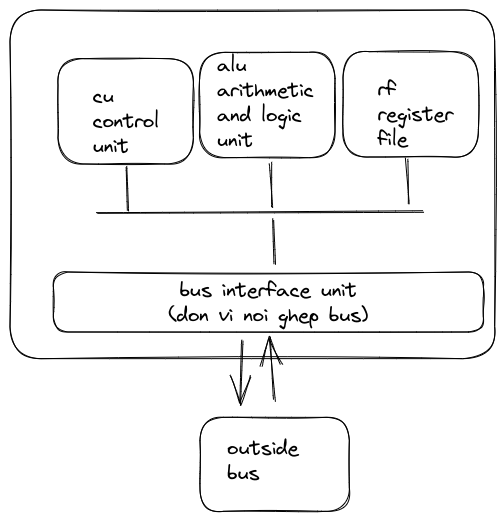 cu
control
unit
alu
arithmetic
and logic
unit
rf
register
file
bus interface unit
(don vi noi ghep bus)
outside
bus